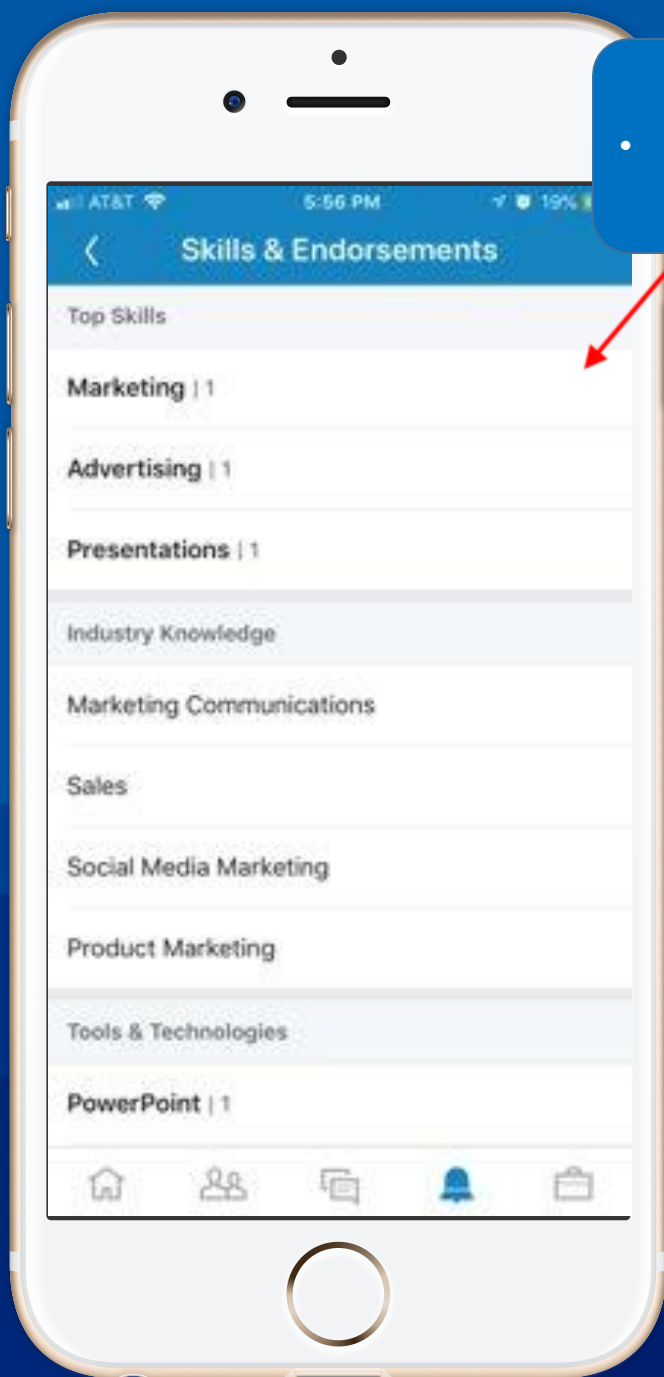 AT&T 5:56 PM 19%
Skills & Endorsements
Top Skills
Marketing | 1
Advertising | 1
Presentations | 1
Industry Knowledge
Marketing Communications
Sales
Social Media Marketing
Product Marketing
Tools & Technologies
PowerPoint | 1